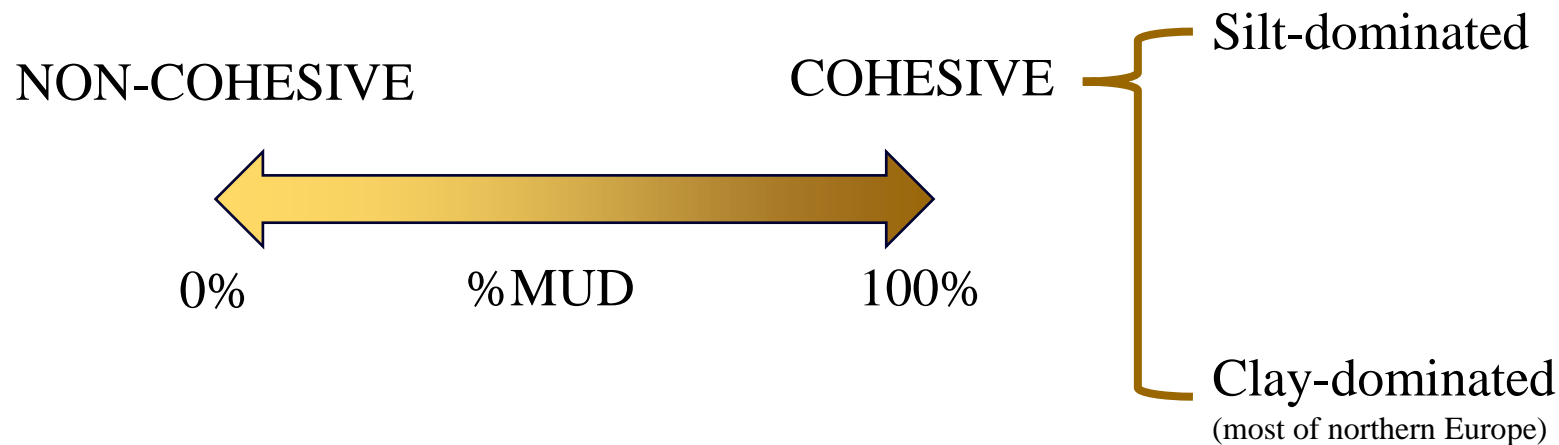 Silt-dominated
NON-COHESIVE
COHESIVE
0%
%MUD
100%
Clay-dominated
(most of northern Europe)